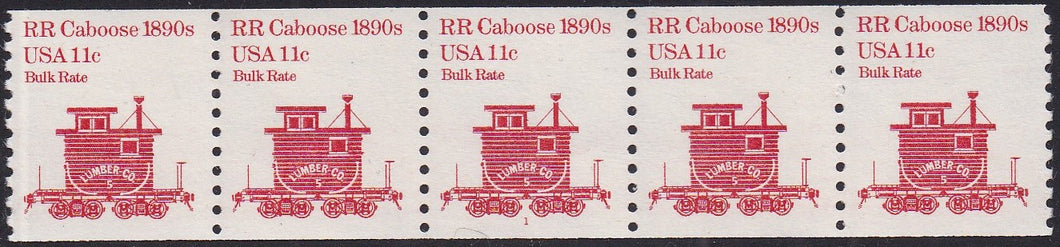 RR Caboose 1890s RR Caboose 1890s RR Caboose 1890s RR Caboose 1890s RR Caboose 1890s
USA 11c USA 11c USA 11c USA 11c USA 11c
Bulk Rate Bulk Rate Bulk Rate Bulk Rate Bulk Rate
LUMBER·CO. LUMBER·CO. LUMBER·CO. LUMBER·CO. LUMBER·CO.
5 5 5 5 5
1